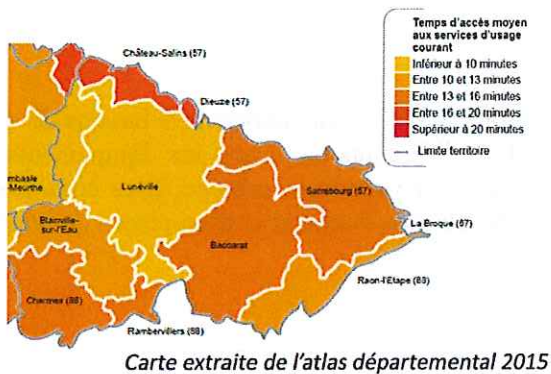 Temps d'accès moyen
aux services d'usage
courant
Inférieur à 10 minutes
Entre 10 et 13 minutes
Entre 13 et 16 minutes
Entre 16 et 20 minutes
Supérieur à 20 minutes
Limite territoire
Château-Salins (57)
Dieuze (57)
mbasle
-Meurthe
Lunéville
Sarrebourg (57)
Blainville-
sur-l'Eau
La Broque (67)
Baccarat
Raon-l'Etape (88)
Charmes (88)
Rambervillers (88)
Carte extraite de l'atlas départemental 2015